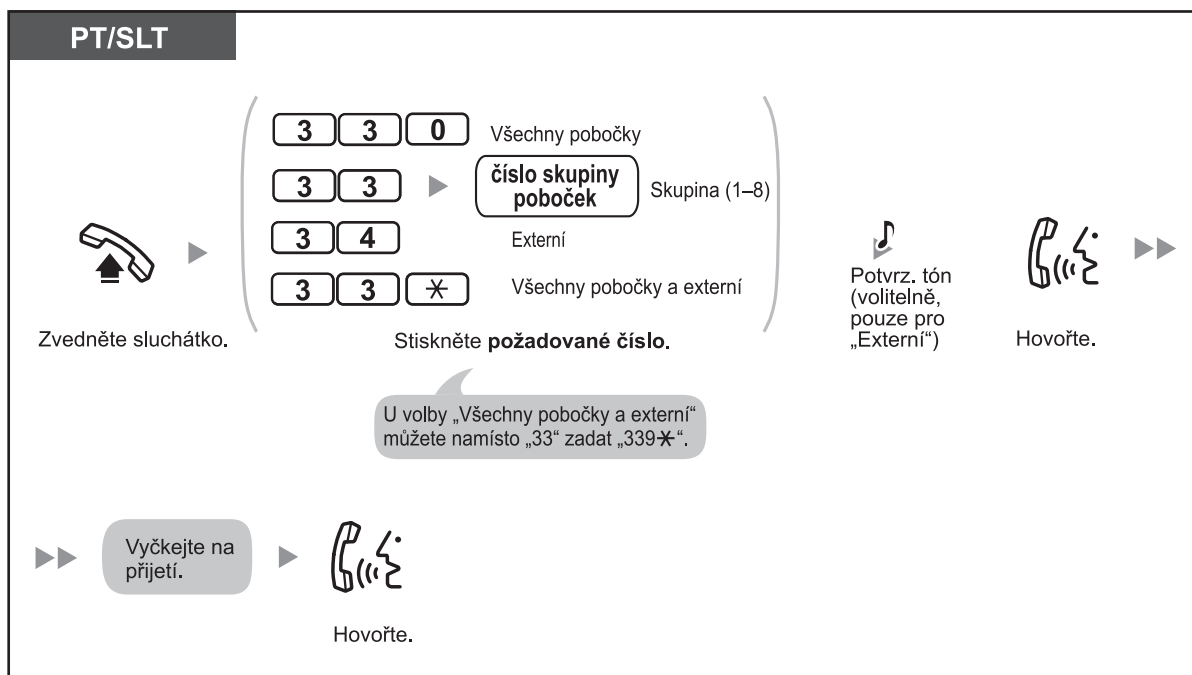 PT/SLT
3 3 0 Všechny pobočky
3 3 číslo skupiny poboček Skupina (1–8)
3 4 Externí
3 3 * Všechny pobočky a externí
Zvedněte sluchátko.
Stiskněte požadované číslo.
Potvrz. tón
(volitelně,
pouze pro
„Externí“)
Hovořte.
U volby „Všechny pobočky a externí“
můžete namísto „33“ zadat „339*“.
Vyčkejte na
přijetí.
Hovořte.